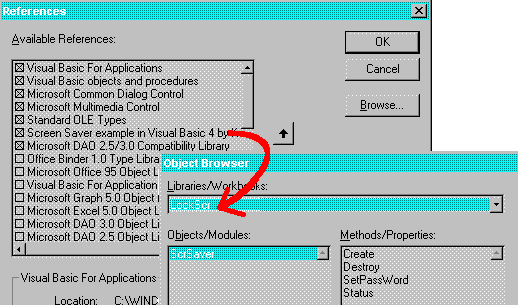 References
Available References:
OK
Cancel
Browse...
Visual Basic For Applications
Visual Basic objects and procedures
Microsoft Common Dialog Control
Microsoft Multimedia Control
Standard OLE Types
Screen Saver example in Visual Basic 4 by
Microsoft DAO 2.5/3.0 Compatibility Library
Office Binder 1.0 Type Libra
Microsoft Office 95 Object L
Visual Basic For Application
Microsoft Graph 5.0 Object
Microsoft Excel 5.0 Object
Microsoft DAO 3.0 Object Li
Microsoft DAO 2.5 Object Li
Visual Basic For Applications
Location: C:\WIND
Object Browser
Libraries/Workbooks:
LockScr
Objects/Modules:
ScrSaver
Methods/Properties:
Create
Destroy
SetPassWord
Status